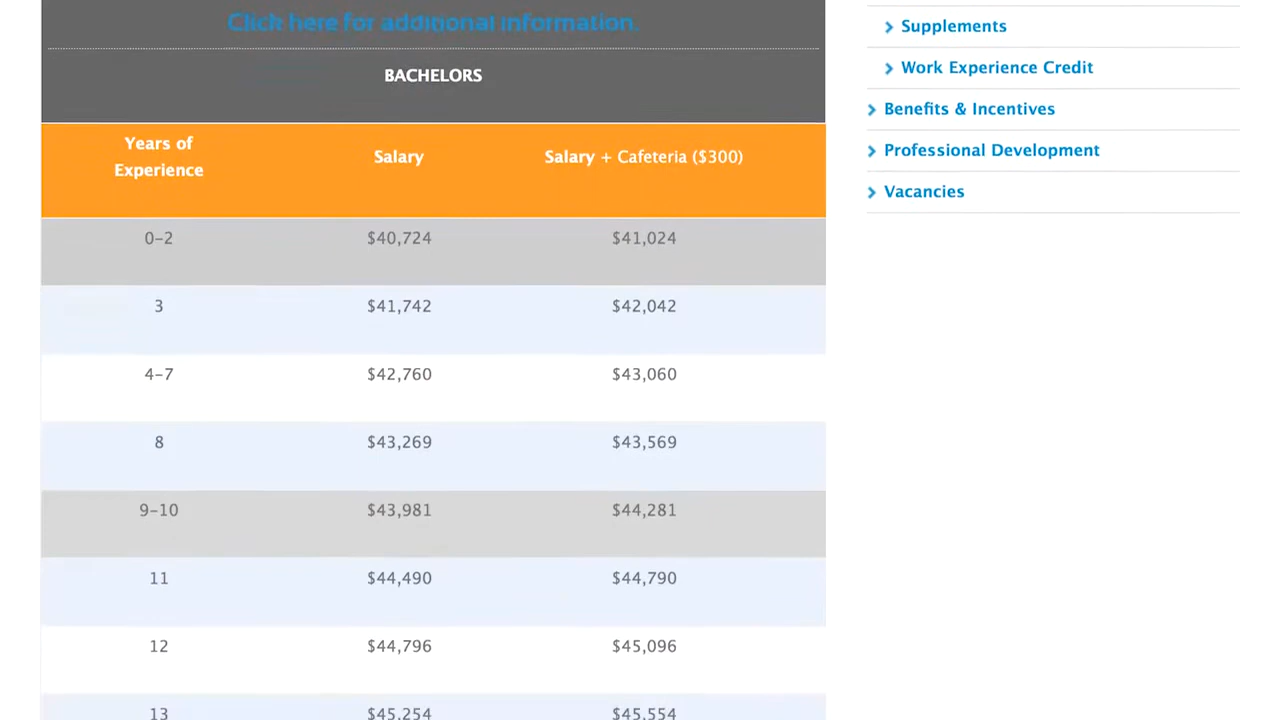 Click here for additional information.
BACHELORS
Years of
Experience
Salary
Salary + Cafeteria ($300)
0-2 $40,724 $41,024
3 $41,742 $42,042
4-7 $42,760 $43,060
8 $43,269 $43,569
9-10 $43,981 $44,281
11 $44,490 $44,790
12 $44,796 $45,096
13 $45,254 $45,554
Supplements
Work Experience Credit
Benefits & Incentives
Professional Development
Vacancies